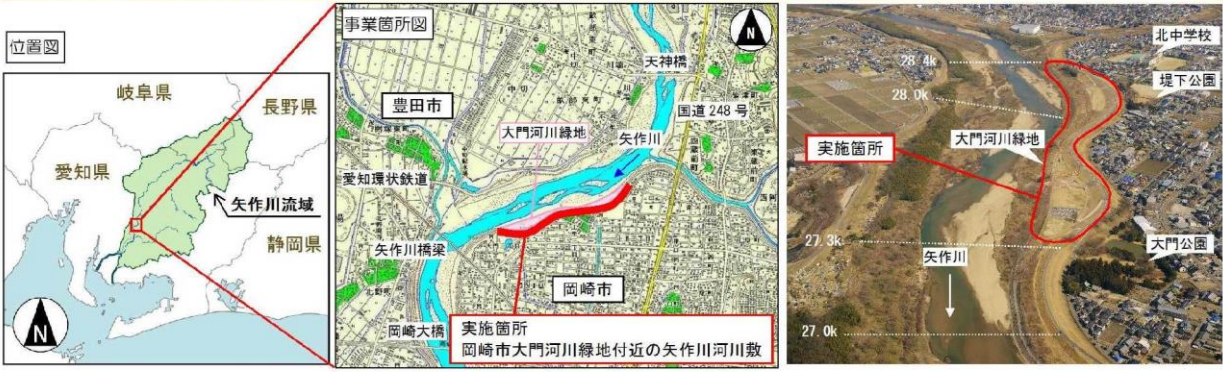 位置図
岐阜県
長野県
愛知県
矢作川流域
静岡県
N
事業箇所図
N
天神橋
豊田市
国道248号
大門河川緑地
矢作川
愛知環状鉄道
矢作川橋梁
岡崎市
岡崎大橋
実施箇所
岡崎市大門河川緑地付近の矢作川河川敷
北中学校
28.4k
堤下公園
28.0k
大門河川緑地
実施箇所
27.3k
大門公園
矢作川
27.0k